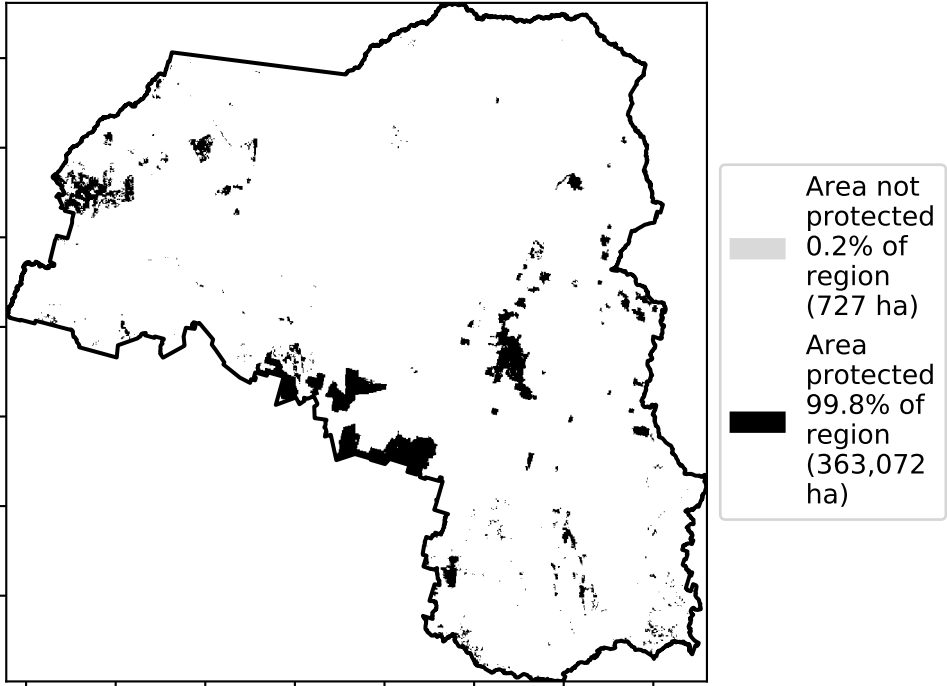 Area not
protected
0.2% of
region
(727 ha)
Area
protected
99.8% of
region
(363,072
ha)